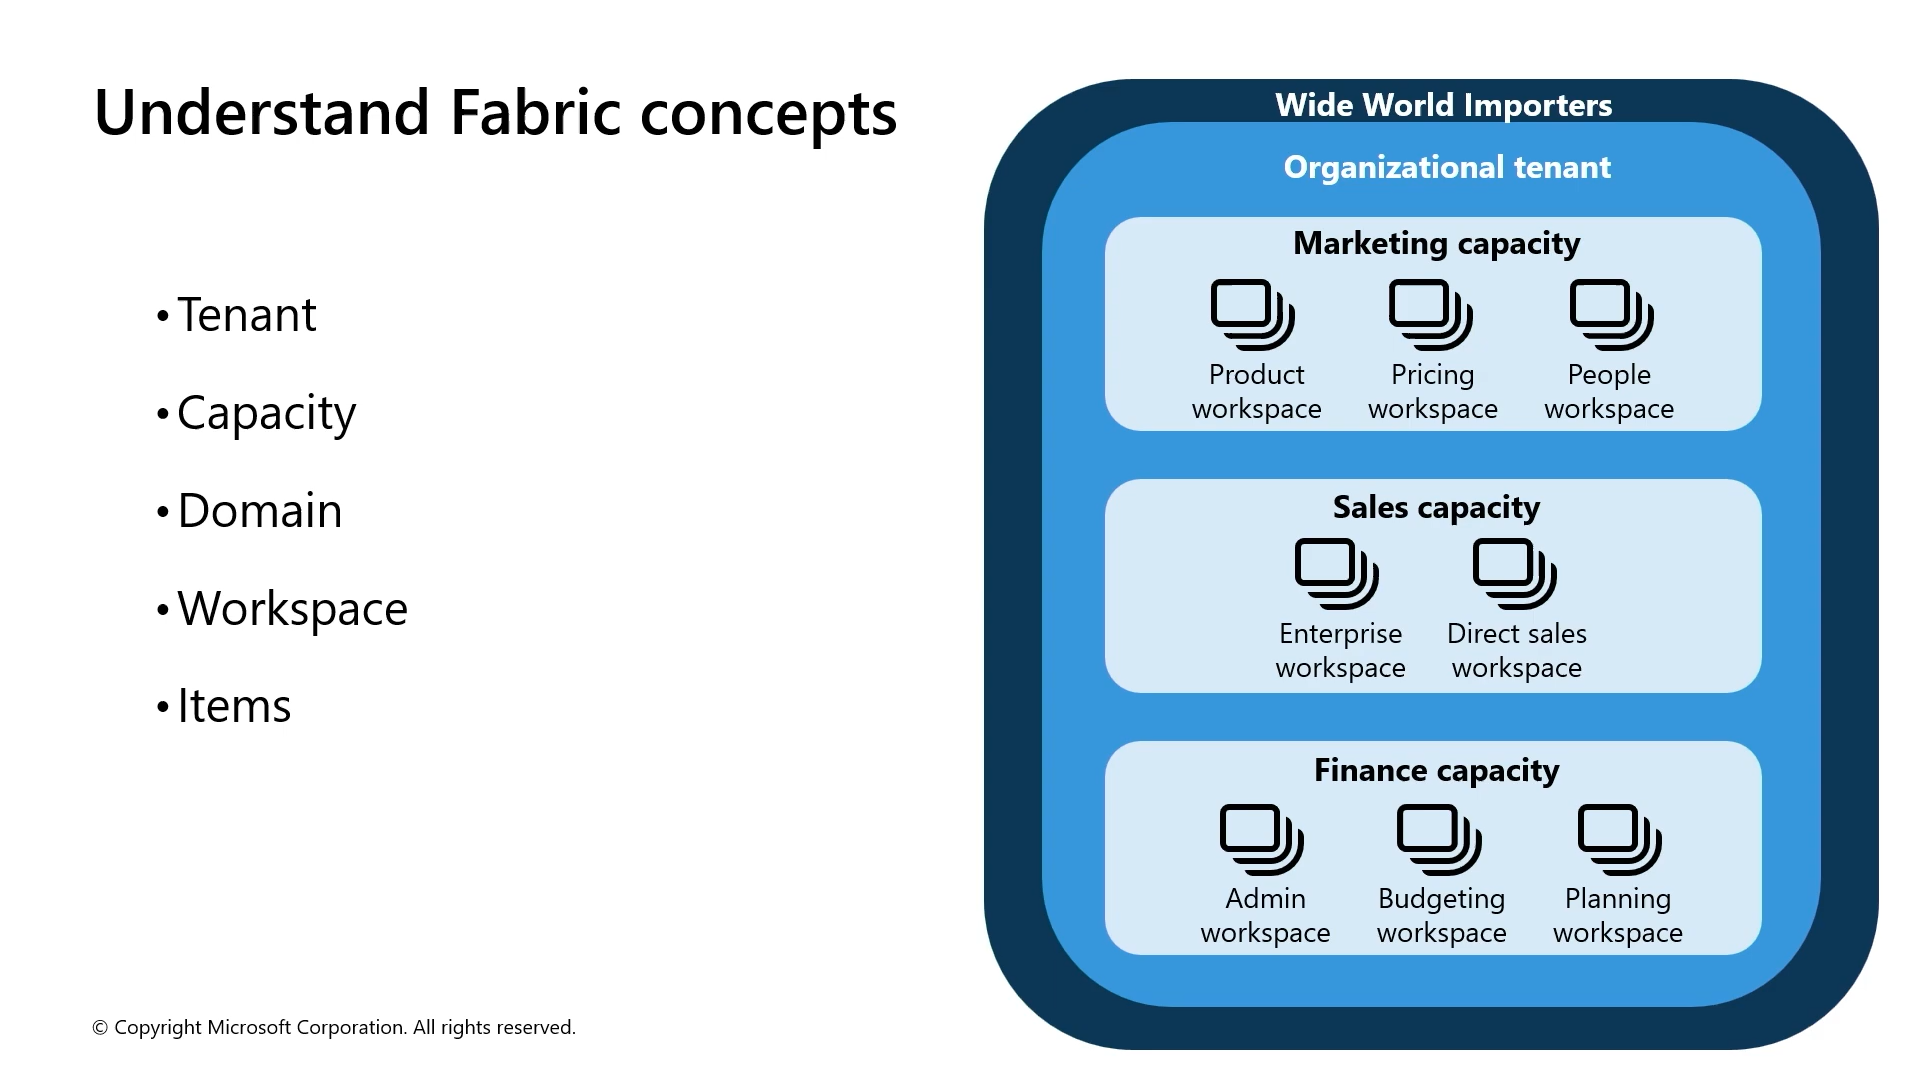 Understand Fabric concepts
• Tenant
• Capacity
• Domain
• Workspace
• Items
Wide World Importers
Organizational tenant
Marketing capacity
Product workspace
Pricing workspace
People workspace
Sales capacity
Enterprise workspace
Direct sales workspace
Finance capacity
Admin workspace
Budgeting workspace
Planning workspace
© Copyright Microsoft Corporation. All rights reserved.